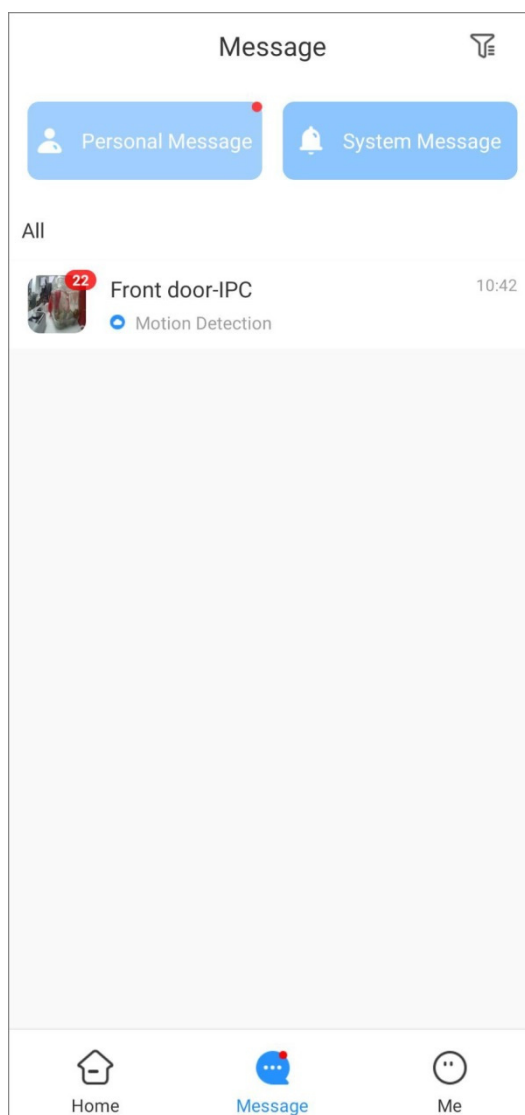 Message
Personal Message
System Message
All
22
Front door-IPC
10:42
Motion Detection
Home
Message
Me